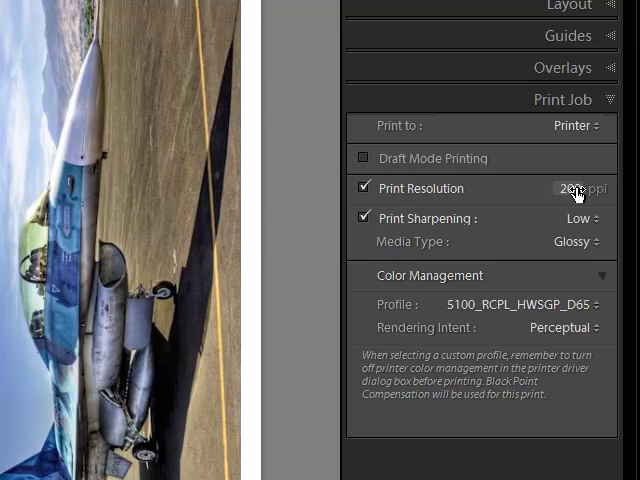 Layout
Guides
Overlays
Print Job
Print to : Printer
Draft Mode Printing
Print Resolution ppi
Print Sharpening : Low
Media Type : Glossy
Color Management
Profile : 5100_RCPL_HWSGP_D65
Rendering Intent : Perceptual
When selecting a custom profile, remember to turn
off printer color management in the printer driver
dialog box before printing. Black Point
Compensation will be used for this print.